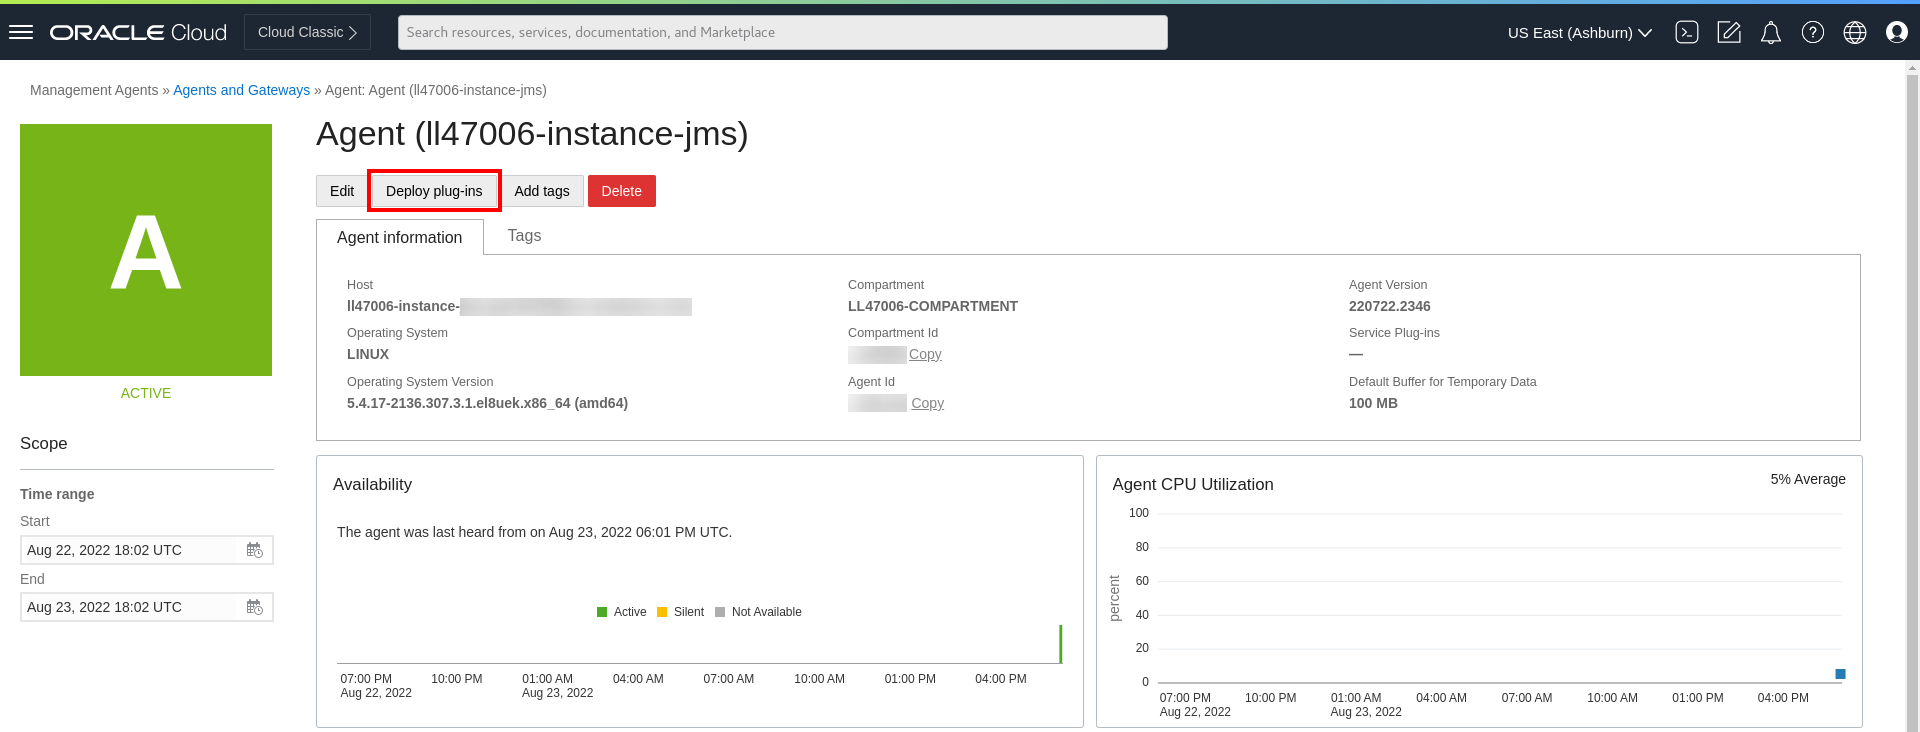 ORACLE Cloud
Cloud Classic
Search resources, services, documentation, and Marketplace
US East (Ashburn)
Management Agents » Agents and Gateways » Agent: Agent (ll47006-instance-jms)
A
ACTIVE
Scope
Time range
Start
Aug 22, 2022 18:02 UTC
End
Aug 23, 2022 18:02 UTC
Agent (ll47006-instance-jms)
Edit Deploy plug-ins Add tags Delete
Agent information Tags
Host
ll47006-instance-
Operating System
LINUX
Operating System Version
5.4.17-2136.307.3.1.el8uek.x86_64 (amd64)
Compartment
LL47006-COMPARTMENT
Compartment Id
Copy
Agent Id
Copy
Agent Version
220722.2346
Service Plug-ins
—
Default Buffer for Temporary Data
100 MB
Availability
The agent was last heard from on Aug 23, 2022 06:01 PM UTC.
Active Silent Not Available
07:00 PM 10:00 PM 01:00 AM 04:00 AM 07:00 AM 10:00 AM 01:00 PM 04:00 PM
Aug 22, 2022 Aug 23, 2022
Agent CPU Utilization
5% Average
percent
100
80
60
40
20
0
07:00 PM 10:00 PM 01:00 AM 04:00 AM 07:00 AM 10:00 AM 01:00 PM 04:00 PM
Aug 22, 2022 Aug 23, 2022